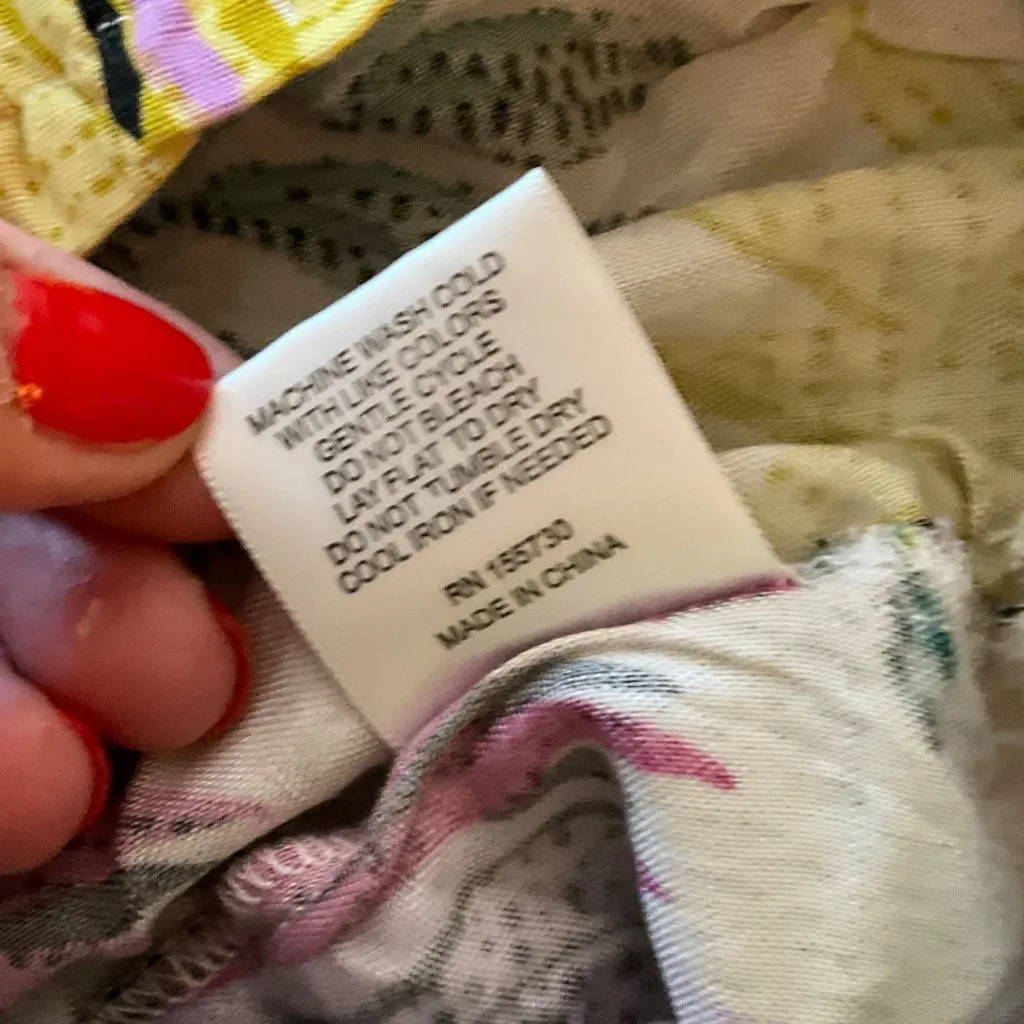 MACHINE WASH COLD
WITH LIKE COLORS
GENTLE CYCLE
DO NOT BLEACH
LAY FLAT TO DRY
DO NOT TUMBLE DRY
COOL IRON IF NEEDED
RN 155730
MADE IN CHINA